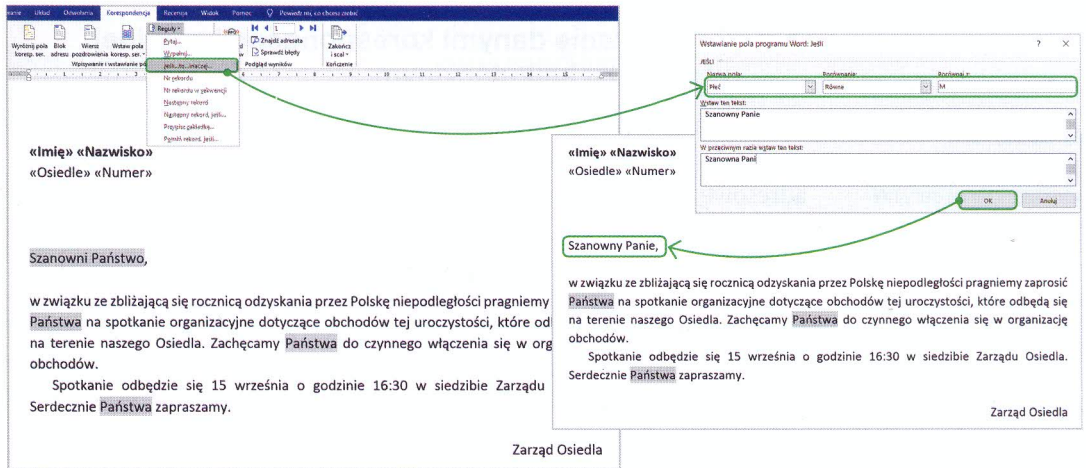 Układ Odwołania Korespondencja Recenzja Widok Pomoc Powiedz mi, co chcesz zrobić
Wyróżnij pola koresp. ser.
Blok adresu
Wiersz pozdrowienia
Wstaw pole koresp. ser.
Reguły
Znajdź adresata
Sprawdź błędy
Zakończ i scal
Podgląd wyników
Kończenie
Pytaj...
Wypełnij...
Jeśli...to...inaczej...
Nr rekordu
Nr rekordu w sekwencji
Następny rekord
Następny rekord, jeśli...
Przypisz zakładkę...
Pomiń rekord, jeśli...
«Imię» «Nazwisko»
«Osiedle» «Numer»
Szanowni Państwo,
w związku ze zbliżającą się rocznicą odzyskania przez Polskę niepodległości pragniemy
Państwa na spotkanie organizacyjne dotyczące obchodów tej uroczystości, które od
na terenie naszego Osiedla. Zachęcamy Państwa do czynnego włączenia się w org
obchodów.
Spotkanie odbędzie się 15 września o godzinie 16:30 w siedzibie Zarządu
Serdecznie Państwa zapraszamy.
Zarząd Osiedla
Wstawianie pola programu Word: Jeśli ? ×
JEŚLI
Nazwa pola: Porównanie: Porównaj z:
Płeć Równa M
Wstaw ten tekst:
Szanowny Panie
W przeciwnym razie wstaw ten tekst:
Szanowna Pani
OK Anuluj
«Imię» «Nazwisko»
«Osiedle» «Numer»
Szanowny Panie,
w związku ze zbliżającą się rocznicą odzyskania przez Polskę niepodległości pragniemy zaprosić
Państwa na spotkanie organizacyjne dotyczące obchodów tej uroczystości, które odbędą się
na terenie naszego Osiedla. Zachęcamy Państwa do czynnego włączenia się w organizację
obchodów.
Spotkanie odbędzie się 15 września o godzinie 16:30 w siedzibie Zarządu Osiedla.
Serdecznie Państwa zapraszamy.
Zarząd Osiedla